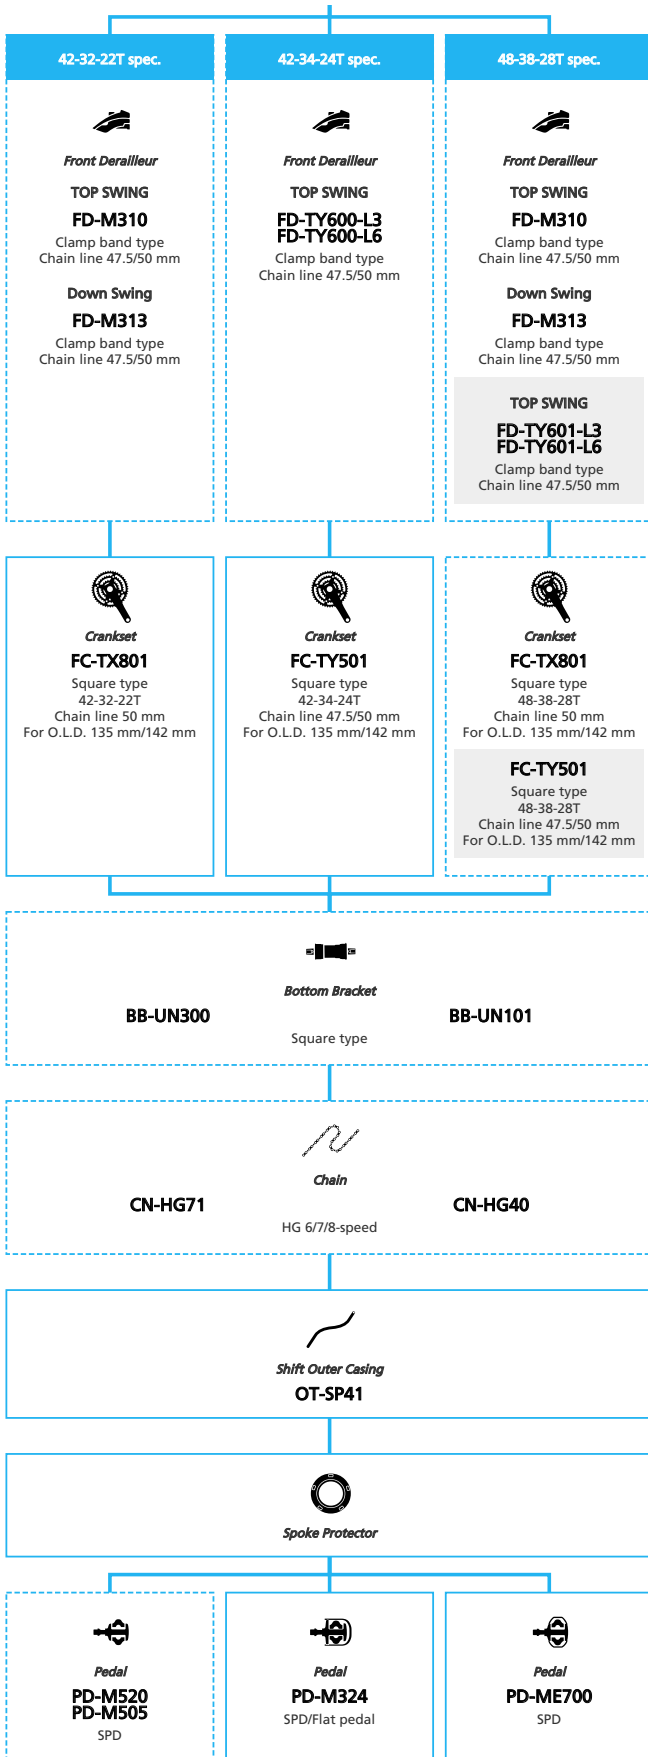 42-32-22T spec.
42-34-24T spec.
48-38-28T spec.
Front Derailleur
TOP SWING
FD-M310
Clamp band type
Chain line 47.5/50 mm
Down Swing
FD-M313
Clamp band type
Chain line 47.5/50 mm
Front Derailleur
TOP SWING
FD-TY600-L3
FD-TY600-L6
Clamp band type
Chain line 47.5/50 mm
Front Derailleur
TOP SWING
FD-M310
Clamp band type
Chain line 47.5/50 mm
Down Swing
FD-M313
Clamp band type
Chain line 47.5/50 mm
TOP SWING
FD-TY601-L3
FD-TY601-L6
Clamp band type
Chain line 47.5/50 mm
Crankset
FC-TX801
Square type
42-32-22T
Chain line 50 mm
For O.L.D. 135 mm/142 mm
Crankset
FC-TY501
Square type
42-34-24T
Chain line 47.5/50 mm
For O.L.D. 135 mm/142 mm
Crankset
FC-TX801
Square type
48-38-28T
Chain line 50 mm
For O.L.D. 135 mm/142 mm
FC-TY501
Square type
48-38-28T
Chain line 47.5/50 mm
For O.L.D. 135 mm/142 mm
Bottom Bracket
BB-UN300
BB-UN101
Square type
Chain
CN-HG71
CN-HG40
HG 6/7/8-speed
Shift Outer Casing
OT-SP41
Spoke Protector
Pedal
PD-M520
PD-M505
SPD
Pedal
PD-M324
SPD/Flat pedal
Pedal
PD-ME700
SPD